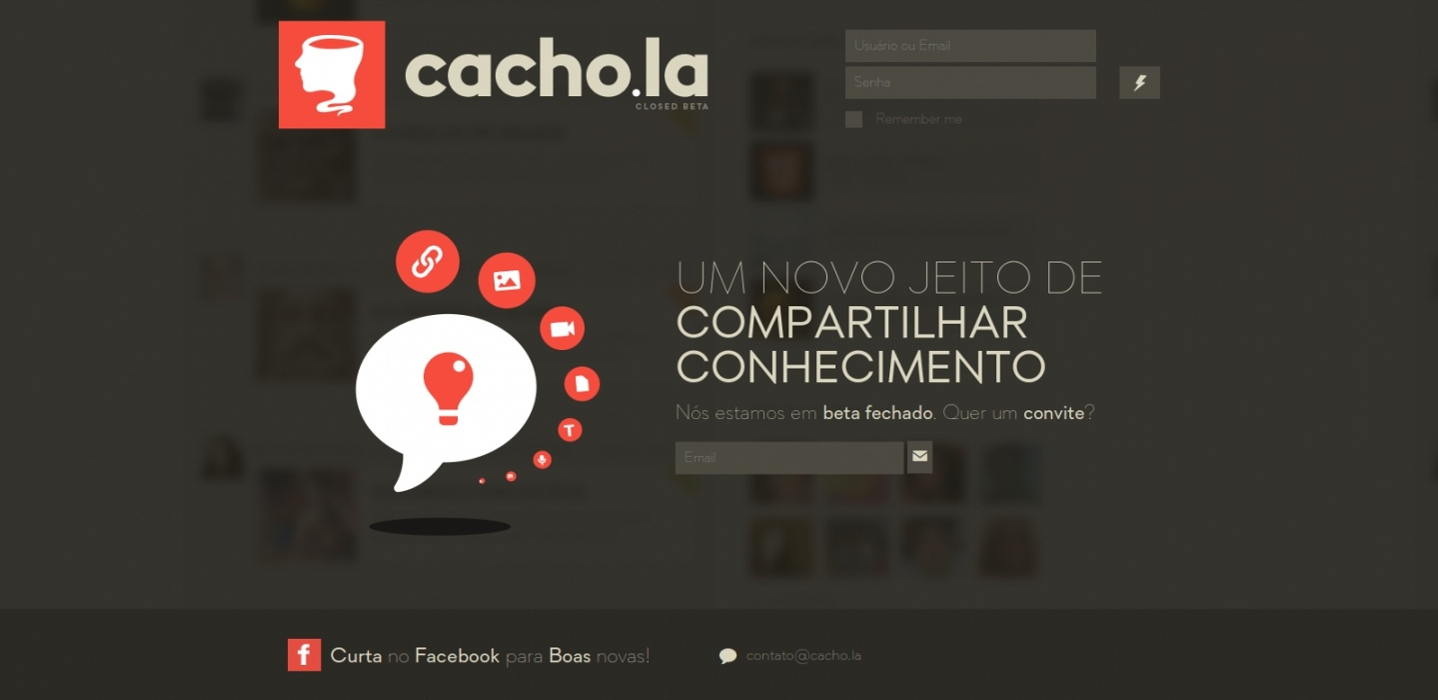 cacho.la
CLOSED BETA
Usuário ou Email
Senha
Remember me
UM NOVO JEITO DE
COMPARTILHAR
CONHECIMENTO
Nós estamos em beta fechado. Quer um convite?
Email
T
f Curta no Facebook para Boas novas!
contato@cacho.la